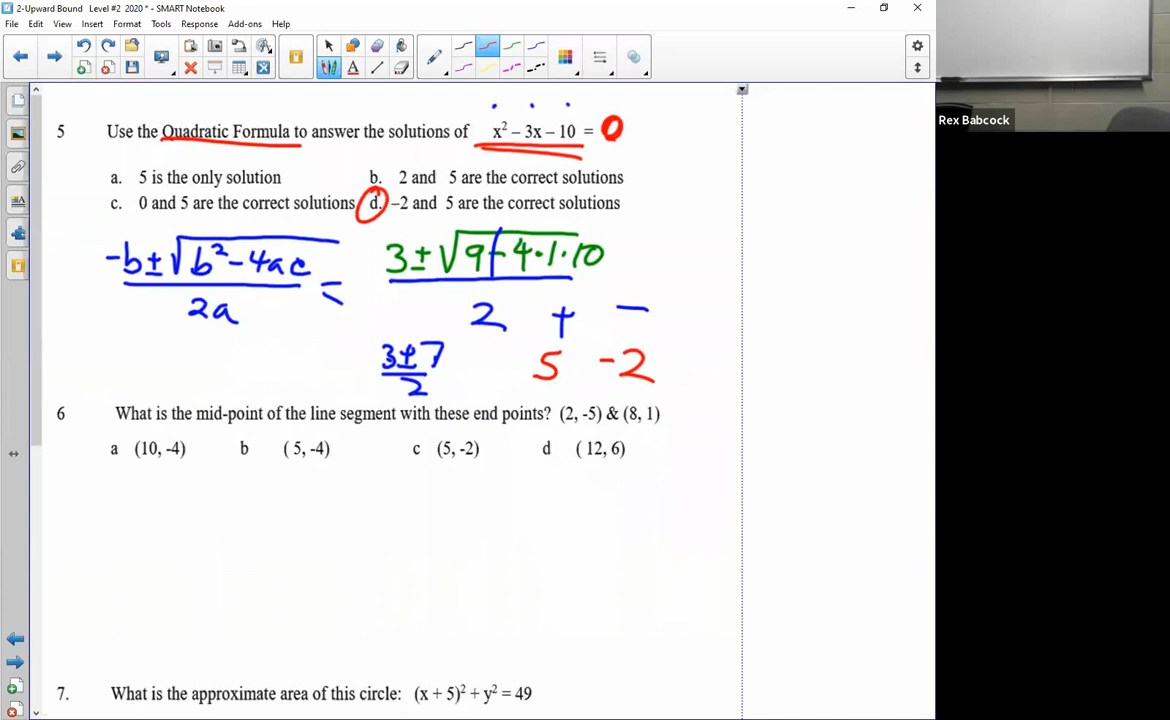 2-Upward Bound Level #2 2020 * - SMART Notebook
File Edit View Insert Format Tools Response Add-ons Help
Rex Babcock
5 Use the Quadratic Formula to answer the solutions of x² – 3x – 10 = 0
a. 5 is the only solution b. 2 and 5 are the correct solutions
c. 0 and 5 are the correct solutions d. –2 and 5 are the correct solutions
-b±√b²-4ac = 3±√9+4·1·10
2a 2 + −
3±7 5 -2
2
6 What is the mid-point of the line segment with these end points? (2, -5) & (8, 1)
a (10, -4) b ( 5, -4) c (5, -2) d ( 12, 6)
7. What is the approximate area of this circle: (x + 5)² + y² = 49